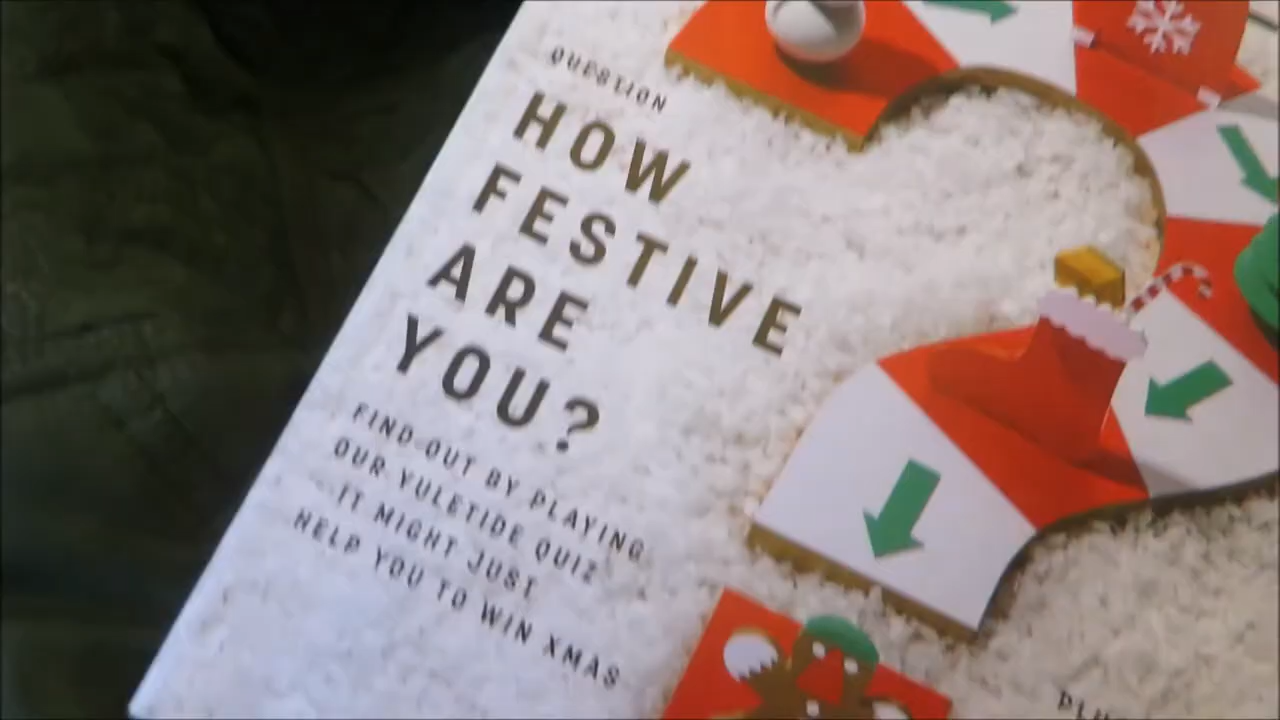 QUESTION
HOW
FESTIVE
ARE
YOU?
FIND OUT BY PLAYING
OUR YULETIDE QUIZ
IT MIGHT JUST
HELP YOU TO WIN XMAS